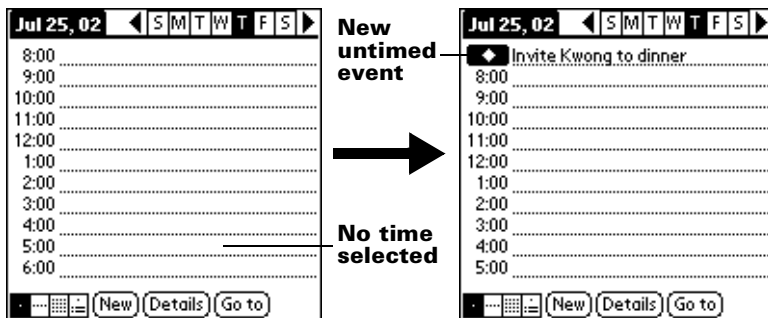 Jul 25, 02 S M T W T F S
8:00
9:00
10:00
11:00
12:00
1:00
2:00
3:00
4:00
5:00
6:00
New Details Go to
New
untimed
event
No time
selected
Jul 25, 02 S M T W T F S
Invite Kwong to dinner
8:00
9:00
10:00
11:00
12:00
1:00
2:00
3:00
4:00
5:00
New Details Go to